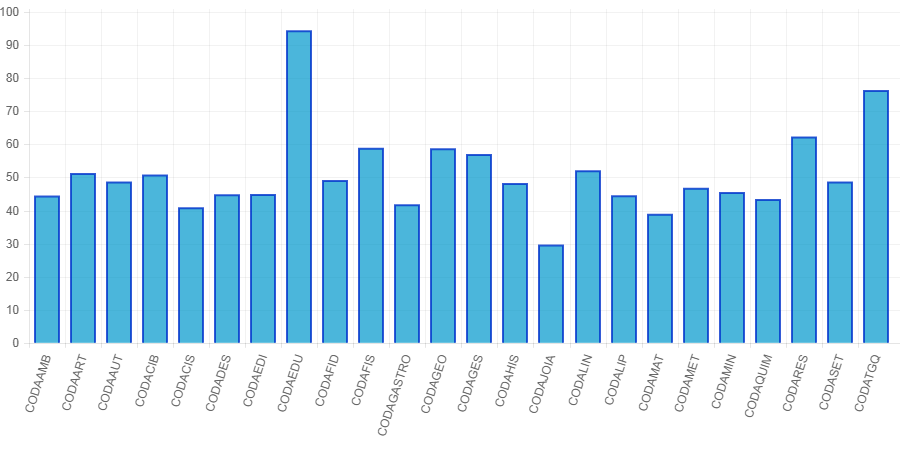 100
90
80
70
60
50
40
30
20
10
0
CODAAMB
CODAART
CODAAUT
CODACIB
CODACIS
CODADES
CODAEDI
CODAEDU
CODAFID
CODAFIS
CODAGASTRO
CODAGEO
CODAGES
CODAHIS
CODAJOIA
CODALIN
CODALIP
CODAMAT
CODAMET
CODAMIN
CODAQUIM
CODARES
CODASET
CODATGQ